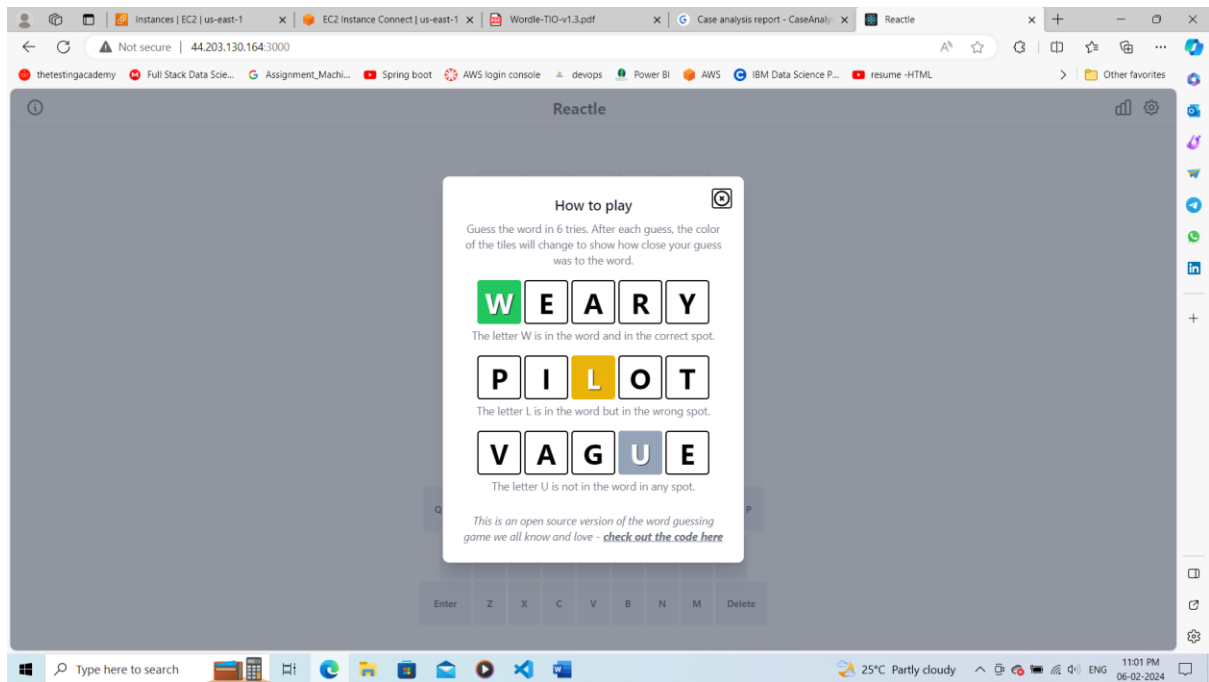 Instances | EC2 | us-east-1
EC2 Instance Connect | us-east-1
Wordle-TIO-v1.3.pdf
Case analysis report - CaseAnaly
Reactle
Not secure | 44.203.130.164:3000
thetestingacademy
Full Stack Data Scie...
Assignment_Machi...
Spring boot
AWS login console
devops
Power BI
AWS
IBM Data Science P...
resume -HTML
Other favorites
Reactle
How to play
Guess the word in 6 tries. After each guess, the color
of the tiles will change to show how close your guess
was to the word.
W E A R Y
The letter W is in the word and in the correct spot.
P I L O T
The letter L is in the word but in the wrong spot.
V A G U E
The letter U is not in the word in any spot.
This is an open source version of the word guessing
game we all know and love - check out the code here
Q P
Enter Z X C V B N M Delete
Type here to search
25°C Partly cloudy
ENG
11:01 PM
06-02-2024